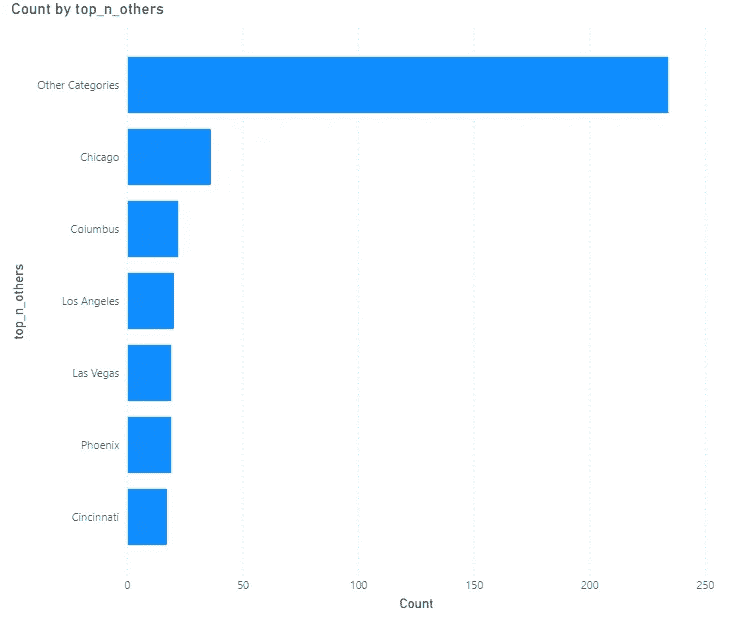 Count by top_n_others
Other Categories
Chicago
Columbus
Los Angeles
Las Vegas
Phoenix
Cincinnati
top_n_others
0 50 100 150 200 250
Count